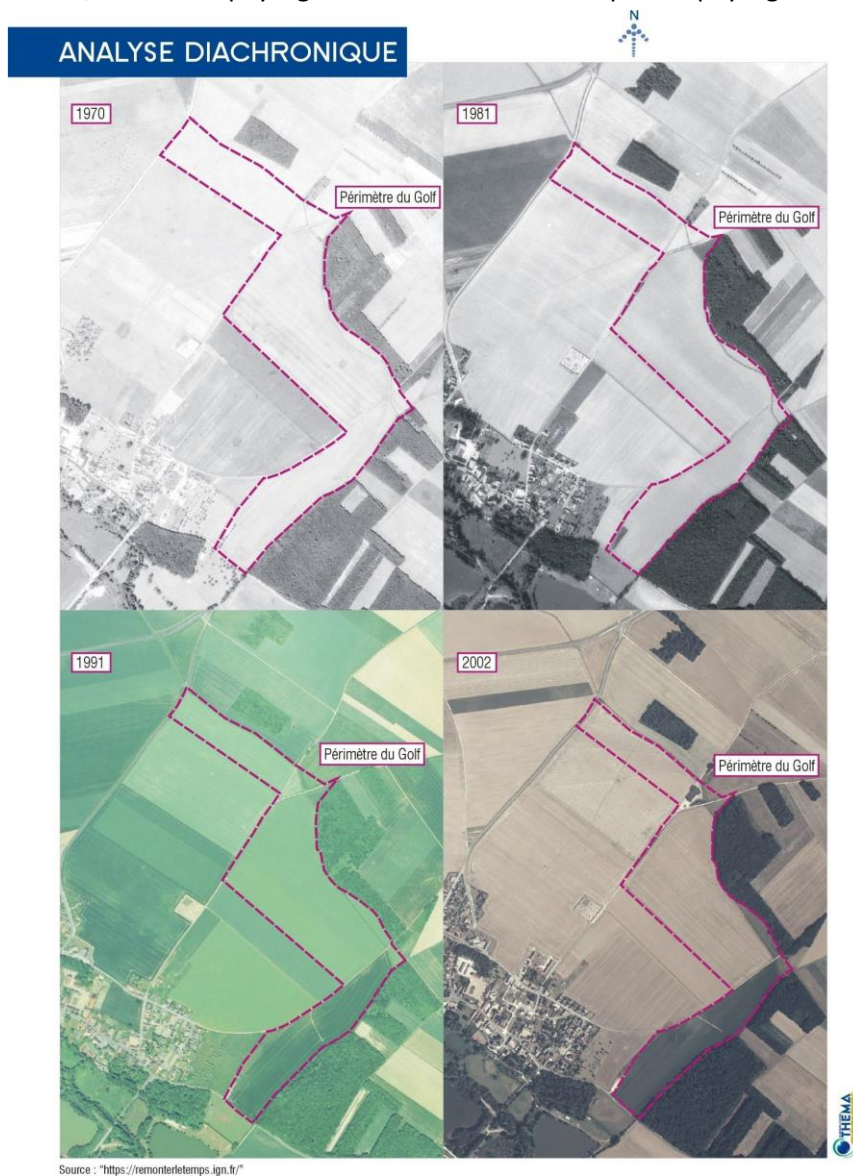 N
ANALYSE DIACHRONIQUE
1970
Périmètre du Golf
1981
Périmètre du Golf
1991
Périmètre du Golf
2002
Périmètre du Golf
THEMA
Source : "https://remonterletemps.ign.fr/"